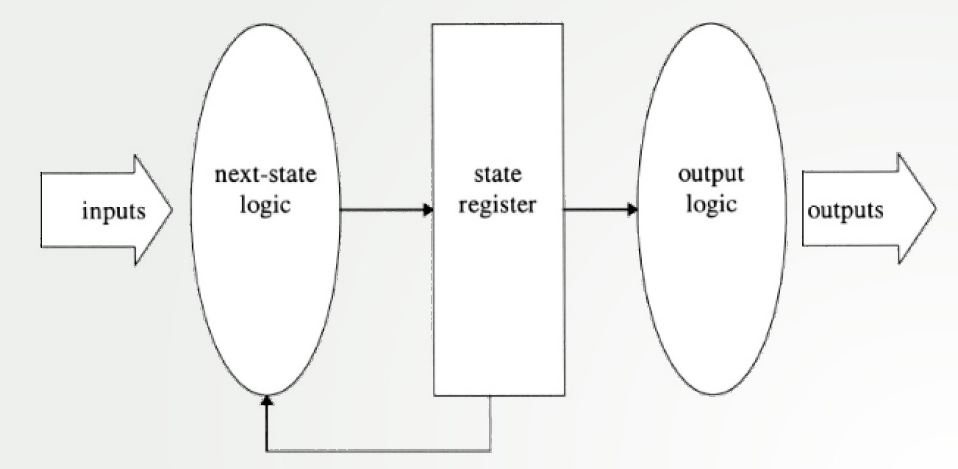 inputs
next-state
logic
state
register
output
logic
outputs